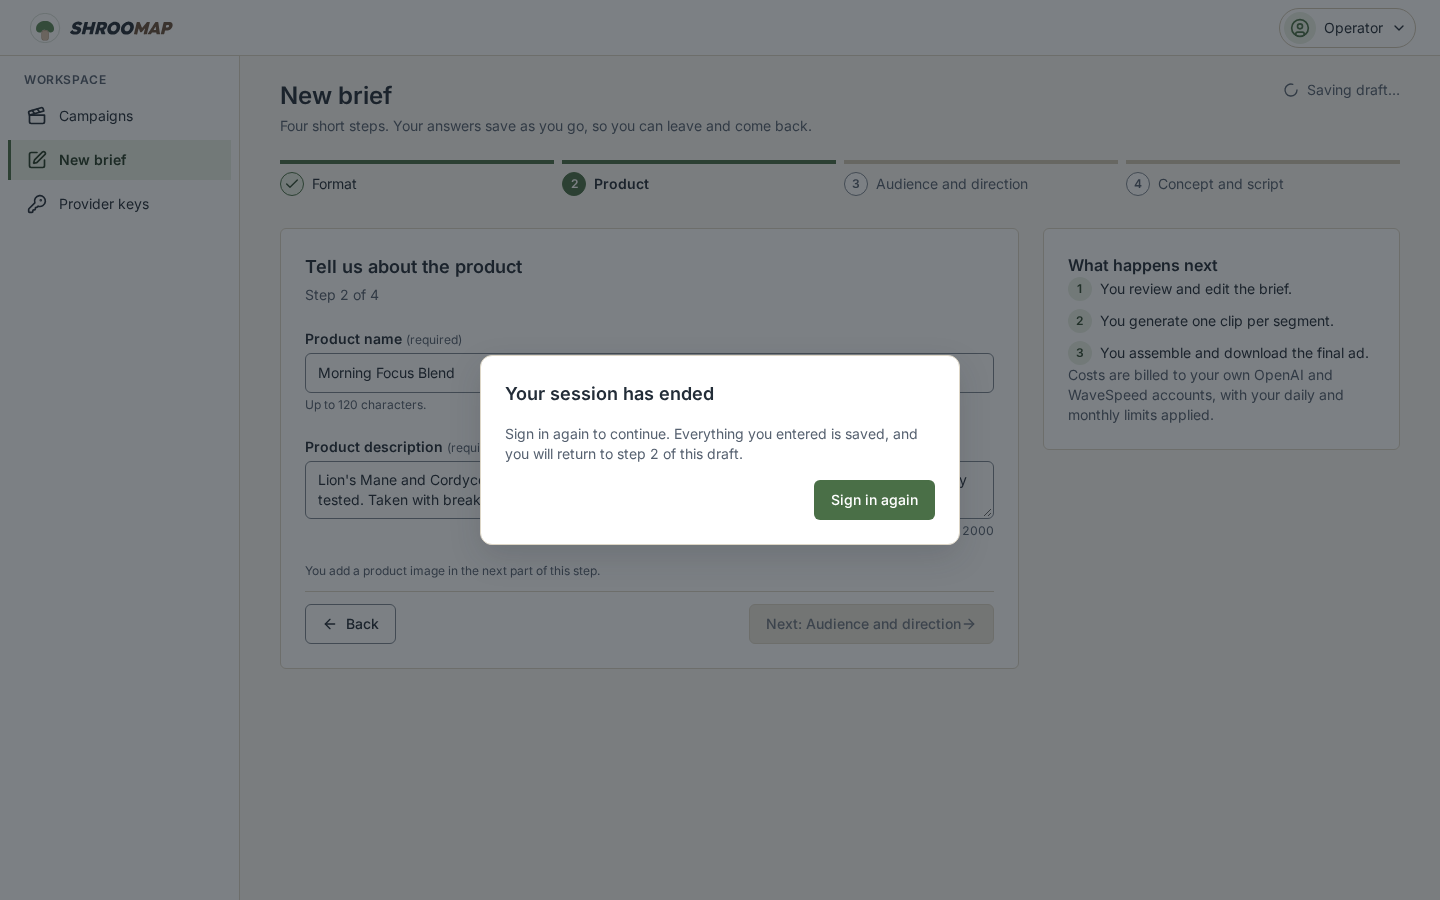 SHROOMAP
Operator
WORKSPACE
Campaigns
New brief
Provider keys
New brief
Saving draft...
Four short steps. Your answers save as you go, so you can leave and come back.
Format
2 Product
3 Audience and direction
4 Concept and script
Tell us about the product
Step 2 of 4
Product name (required)
Morning Focus Blend
Up to 120 characters.
Product description
Lion's Mane and
tested. Taken with
2000
You add a product image in the next part of this step.
Back
Next: Audience and direction
What happens next
1 You review and edit the brief.
2 You generate one clip per segment.
3 You assemble and download the final ad.
Costs are billed to your own OpenAI and
WaveSpeed accounts, with your daily and
monthly limits applied.
Your session has ended
Sign in again to continue. Everything you entered is saved, and
you will return to step 2 of this draft.
Sign in again